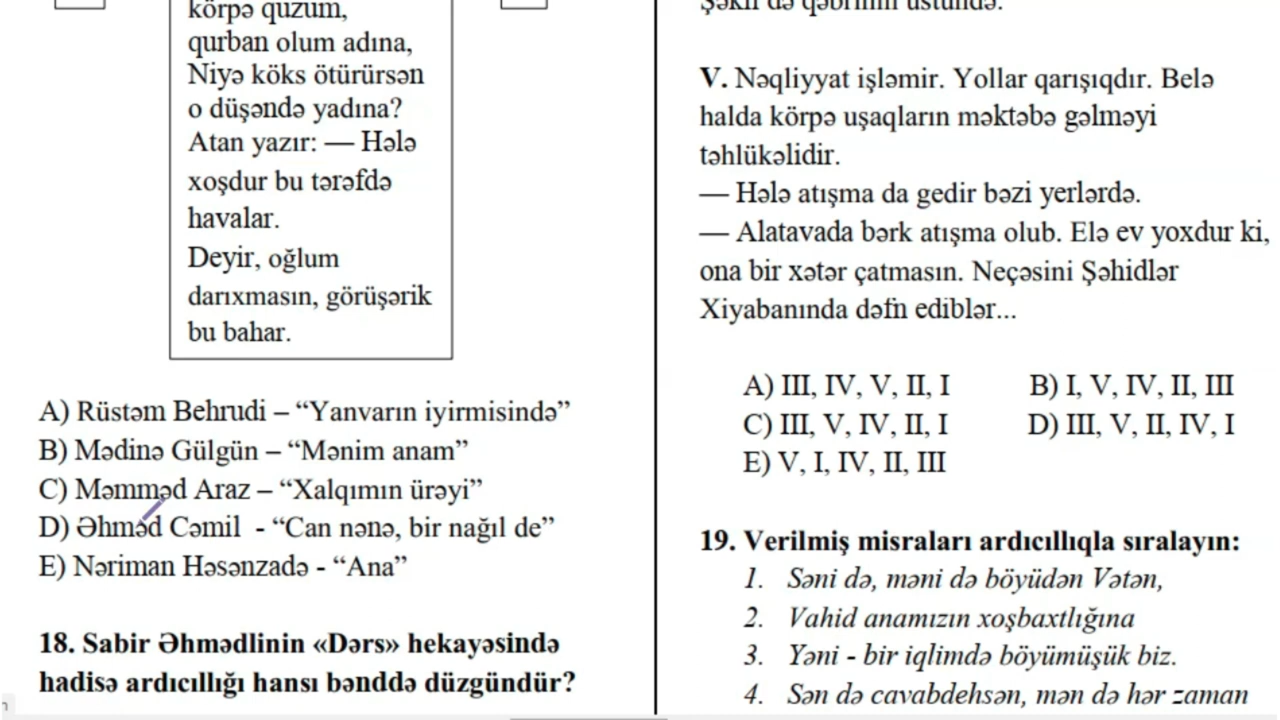 körpə quzum,
qurban olum adına,
Niyə köks ötürürsən
o düşəndə yadına?
Atan yazır: — Hələ
xoşdur bu tərəfdə
havalar.
Deyir, oğlum
darıxmasın, görüşərik
bu bahar.
A) Rüstəm Behrudi – “Yanvarın iyirmisində”
B) Mədinə Gülgün – “Mənim anam”
C) Məmməd Araz – “Xalqımın ürəyi”
D) Əhməd Cəmil - “Can nənə, bir nağıl de”
E) Nəriman Həsənzadə - “Ana”
18. Sabir Əhmədlinin «Dərs» hekayəsində
hadisə ardıcıllığı hansı bənddə düzgündür?
Şəkil də qəbrinin üstündə.
V. Nəqliyyat işləmir. Yollar qarışıqdır. Belə
halda körpə uşaqların məktəbə gəlməyi
təhlükəlidir.
— Hələ atışma da gedir bəzi yerlərdə.
— Alatavada bərk atışma olub. Elə ev yoxdur ki,
ona bir xətər çatmasın. Neçəsini Şəhidlər
Xiyabanında dəfn ediblər...
A) III, IV, V, II, I B) I, V, IV, II, III
C) III, V, IV, II, I D) III, V, II, IV, I
E) V, I, IV, II, III
19. Verilmiş misraları ardıcıllıqla sıralayın:
1. Səni də, məni də böyüdən Vətən,
2. Vahid anamızın xoşbaxtlığına
3. Yəni - bir iqlimdə böyümüşük biz.
4. Sən də cavabdehsən, mən də hər zaman